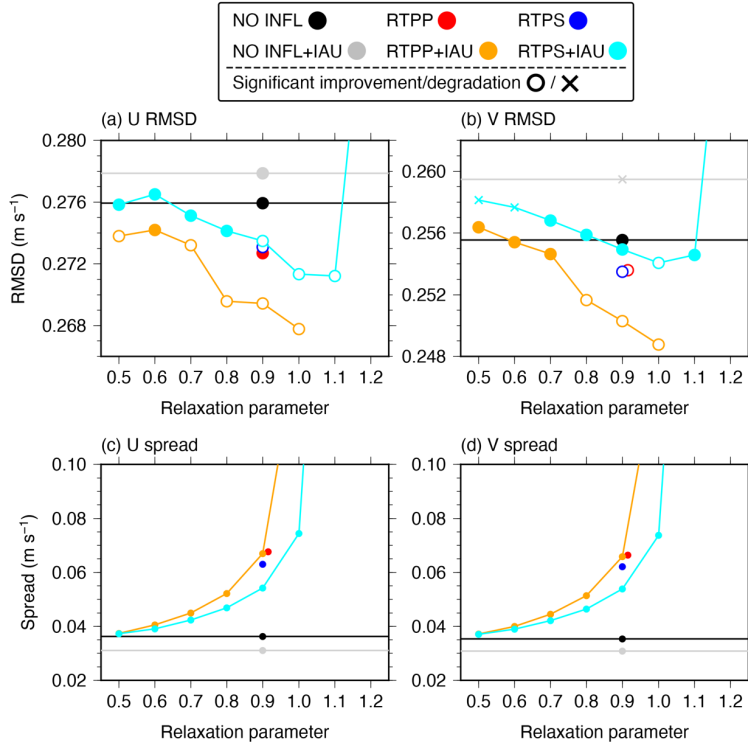 NO INFL RTPP RTPS
NO INFL+IAU RTPP+IAU RTPS+IAU
Significant improvement/degradation O / ×
(a) U RMSD
0.280
0.276
0.272
0.268
RMSD (m s⁻¹)
0.5 0.6 0.7 0.8 0.9 1.0 1.1 1.2
Relaxation parameter
(b) V RMSD
0.260
0.256
0.252
0.248
0.5 0.6 0.7 0.8 0.9 1.0 1.1 1.2
Relaxation parameter
(c) U spread
0.10
0.08
0.06
0.04
0.02
Spread (m s⁻¹)
0.5 0.6 0.7 0.8 0.9 1.0 1.1 1.2
Relaxation parameter
(d) V spread
0.10
0.08
0.06
0.04
0.02
0.5 0.6 0.7 0.8 0.9 1.0 1.1 1.2
Relaxation parameter